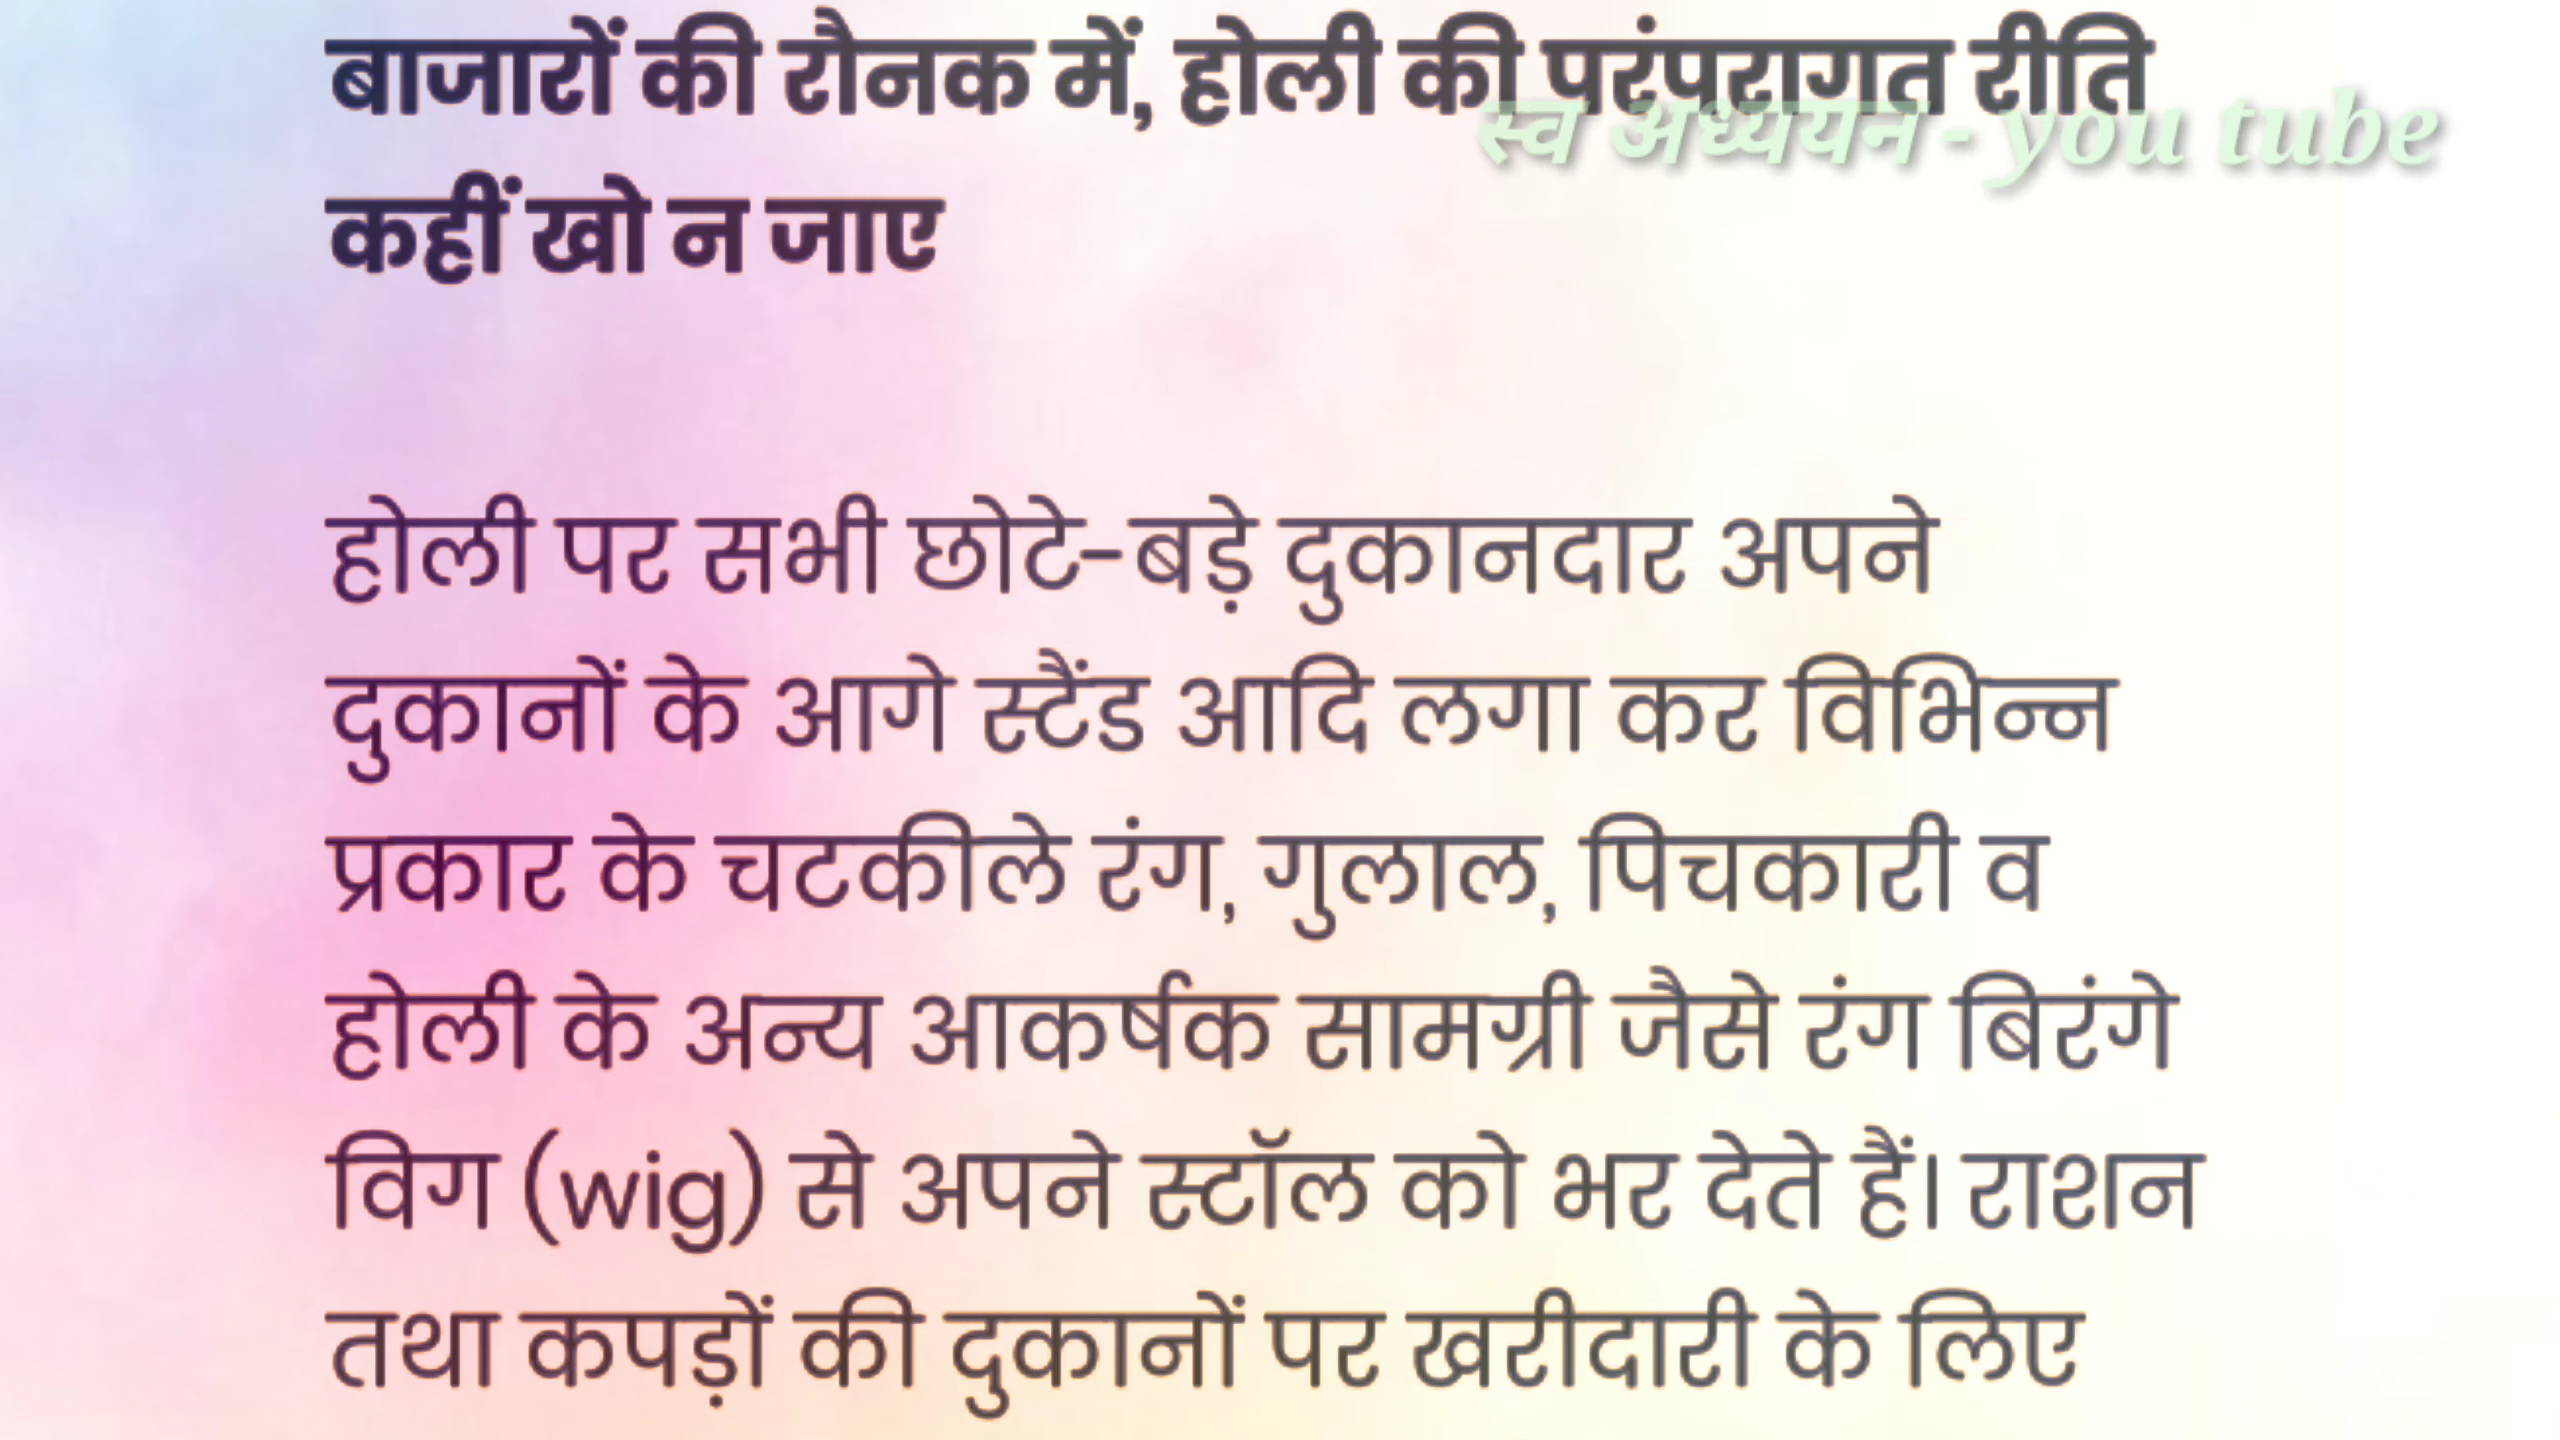 बाजारों की रौनक में, होली की परंपरागत रीति
स्व अध्ययन - you tube
कहीं खो न जाए
होली पर सभी छोटे-बड़े दुकानदार अपने
दुकानों के आगे स्टैंड आदि लगा कर विभिन्न
प्रकार के चटकीले रंग, गुलाल, पिचकारी व
होली के अन्य आकर्षक सामग्री जैसे रंग बिरंगे
विग (wig) से अपने स्टॉल को भर देते हैं। राशन
तथा कपड़ों की दुकानों पर खरीदारी के लिए